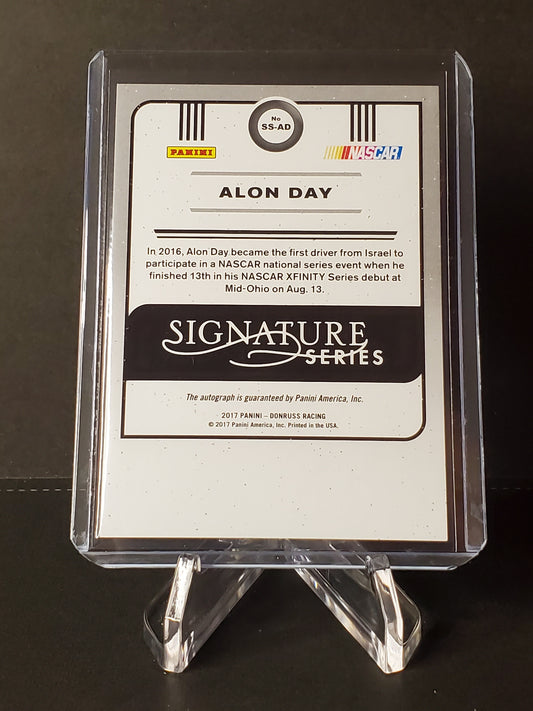 No
SS-AD
PANINI
NASCAR
ALON DAY
In 2016, Alon Day became the first driver from Israel to
participate in a NASCAR national series event when he
finished 13th in his NASCAR XFINITY Series debut at
Mid-Ohio on Aug. 13.
SIGNATURE
SERIES
The autograph is guaranteed by Panini America, Inc.
2017 PANINI – DONRUSS RACING
© 2017 Panini America, Inc. Printed in the USA.